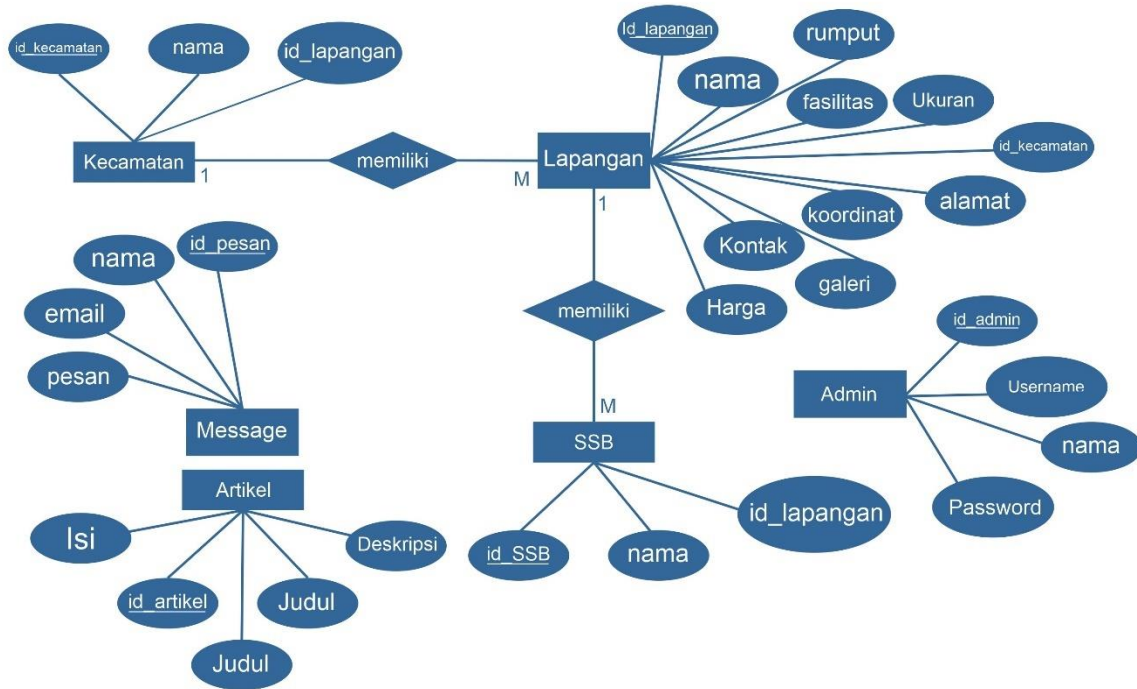 id_kecamatan
nama
id_lapangan
Kecamatan
1
memiliki
M
Lapangan
1
Id_lapangan
nama
rumput
fasilitas
Ukuran
id_kecamatan
alamat
koordinat
galeri
Kontak
Harga
memiliki
M
SSB
id_SSB
nama
id_lapangan
id_pesan
nama
email
pesan
Message
Artikel
Isi
id_artikel
Judul
Judul
Deskripsi
Admin
id_admin
Username
nama
Password